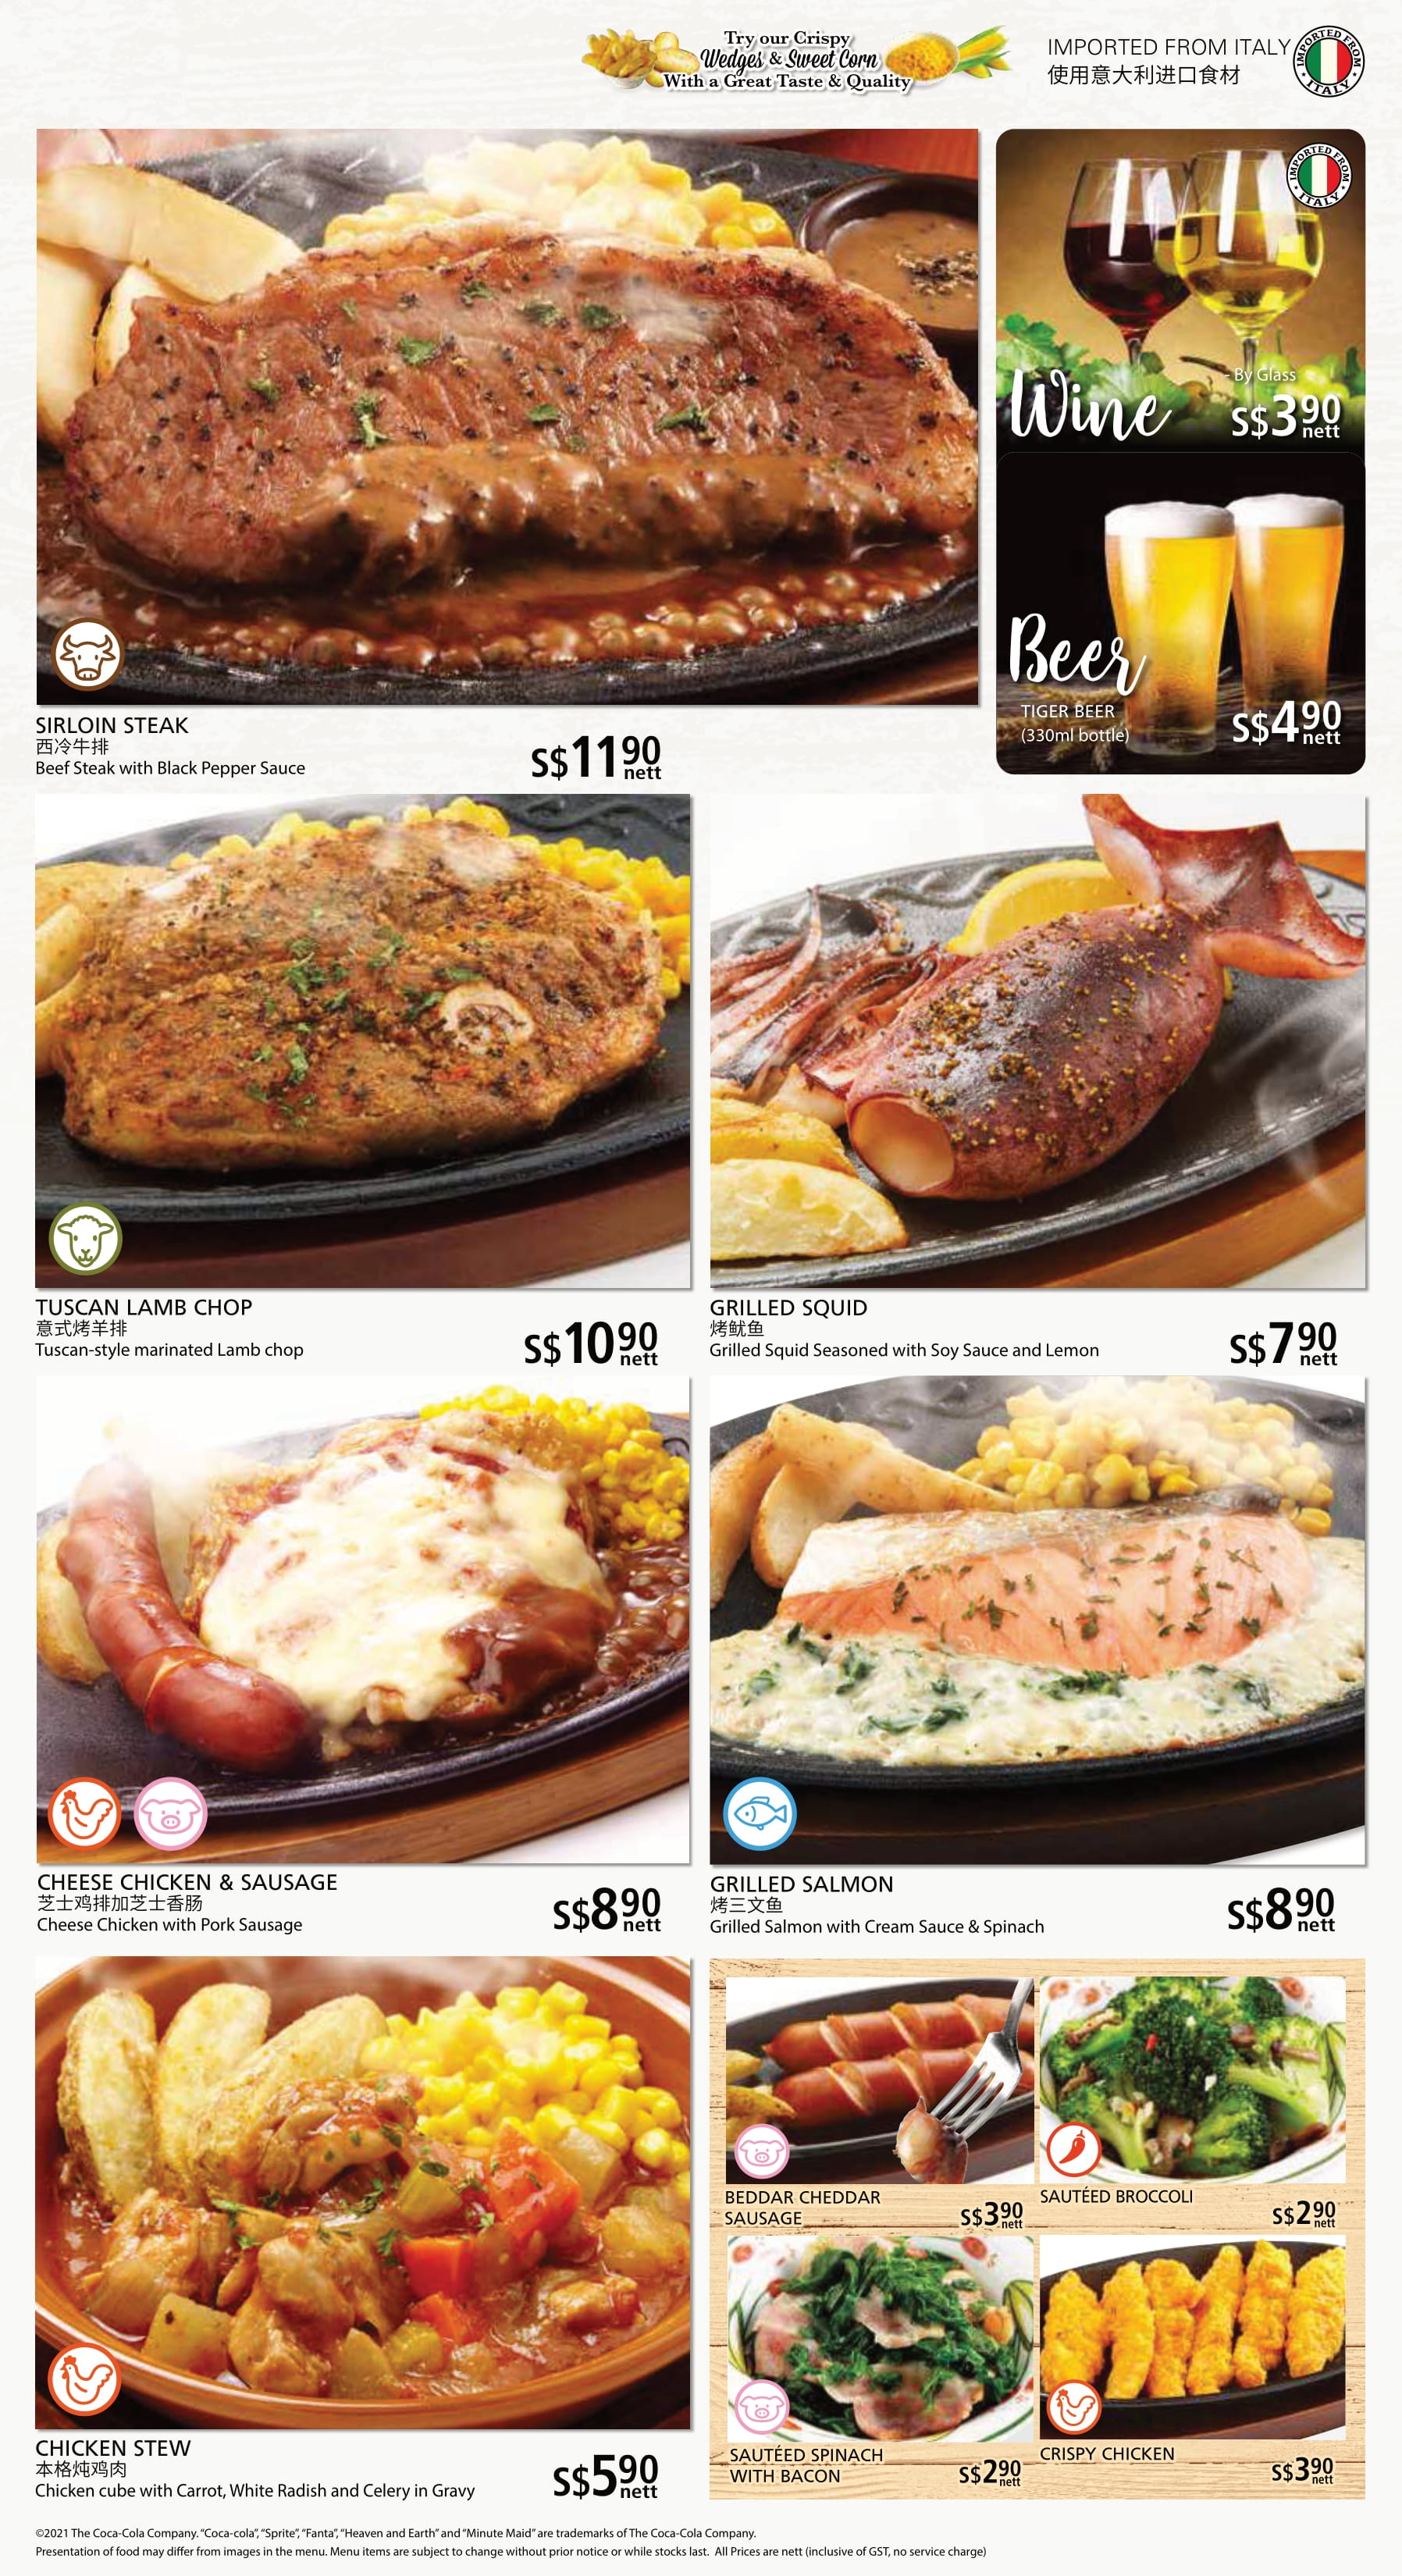 Try our Crispy
Wedges & Sweet Corn
With a Great Taste & Quality
IMPORTED FROM ITALY
使用意大利进口食材
IMPORTED FROM
ITALY
IMPORTED FROM
ITALY
- By Glass
Wine S$3.90 nett
Beer
TIGER BEER
(330ml bottle)
S$4.90 nett
SIRLOIN STEAK
西冷牛排
Beef Steak with Black Pepper Sauce
S$11.90 nett
TUSCAN LAMB CHOP
意式烤羊排
Tuscan-style marinated Lamb chop
S$10.90 nett
GRILLED SQUID
烤鱿鱼
Grilled Squid Seasoned with Soy Sauce and Lemon
S$7.90 nett
CHEESE CHICKEN & SAUSAGE
芝士鸡排加芝士香肠
Cheese Chicken with Pork Sausage
S$8.90 nett
GRILLED SALMON
烤三文鱼
Grilled Salmon with Cream Sauce & Spinach
S$8.90 nett
CHICKEN STEW
本格炖鸡肉
Chicken cube with Carrot, White Radish and Celery in Gravy
S$5.90 nett
BEDDAR CHEDDAR
SAUSAGE
S$3.90 nett
SAUTÉED BROCCOLI
S$2.90 nett
SAUTÉED SPINACH
WITH BACON
S$2.90 nett
CRISPY CHICKEN
S$3.90 nett
©2021 The Coca-Cola Company. “Coca-cola”, “Sprite”, “Fanta”, “Heaven and Earth” and “Minute Maid” are trademarks of The Coca-Cola Company.
Presentation of food may differ from images in the menu. Menu items are subject to change without prior notice or while stocks last. All Prices are nett (inclusive of GST, no service charge)